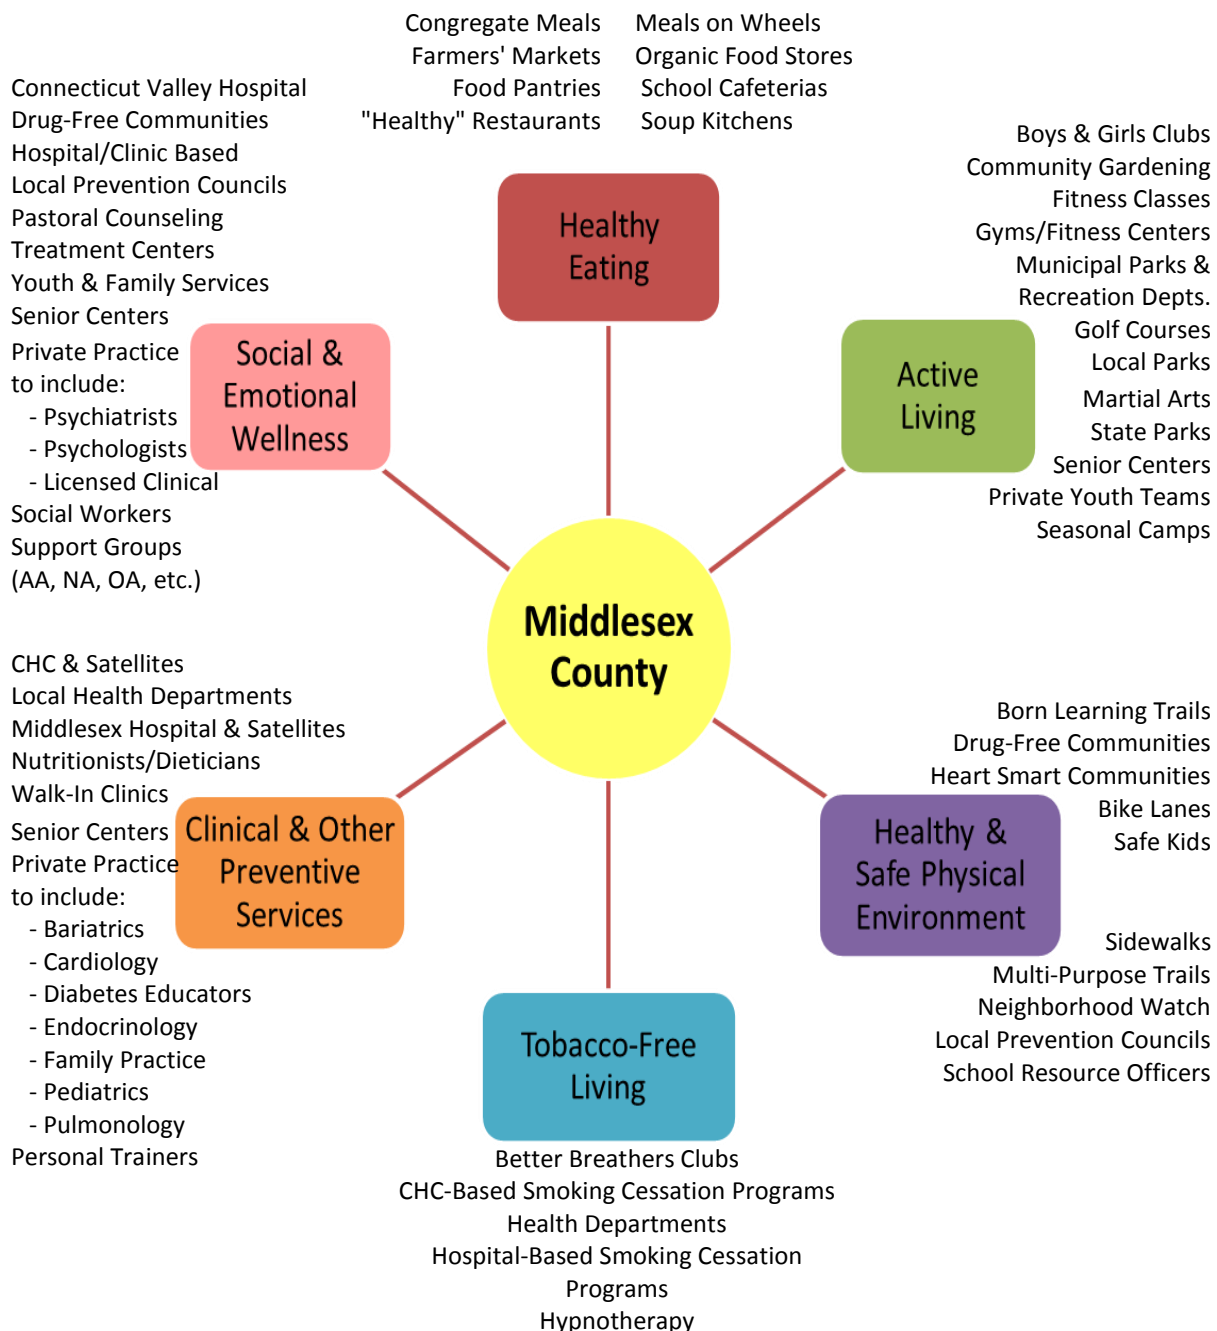 Congregate Meals
Farmers' Markets
Food Pantries
"Healthy" Restaurants
Meals on Wheels
Organic Food Stores
School Cafeterias
Soup Kitchens
Healthy
Eating
Connecticut Valley Hospital
Drug-Free Communities
Hospital/Clinic Based
Local Prevention Councils
Pastoral Counseling
Treatment Centers
Youth & Family Services
Senior Centers
Private Practice
to include:
- Psychiatrists
- Psychologists
- Licensed Clinical
Social Workers
Support Groups
(AA, NA, OA, etc.)
Social &
Emotional
Wellness
Boys & Girls Clubs
Community Gardening
Fitness Classes
Gyms/Fitness Centers
Municipal Parks &
Recreation Depts.
Golf Courses
Local Parks
Martial Arts
State Parks
Senior Centers
Private Youth Teams
Seasonal Camps
Active
Living
Middlesex
County
CHC & Satellites
Local Health Departments
Middlesex Hospital & Satellites
Nutritionists/Dieticians
Walk-In Clinics
Senior Centers
Private Practice
to include:
- Bariatrics
- Cardiology
- Diabetes Educators
- Endocrinology
- Family Practice
- Pediatrics
- Pulmonology
Personal Trainers
Clinical & Other
Preventive
Services
Born Learning Trails
Drug-Free Communities
Heart Smart Communities
Bike Lanes
Safe Kids
Healthy &
Safe Physical
Environment
Sidewalks
Multi-Purpose Trails
Neighborhood Watch
Local Prevention Councils
School Resource Officers
Tobacco-Free
Living
Better Breathers Clubs
CHC-Based Smoking Cessation Programs
Health Departments
Hospital-Based Smoking Cessation
Programs
Hypnotherapy